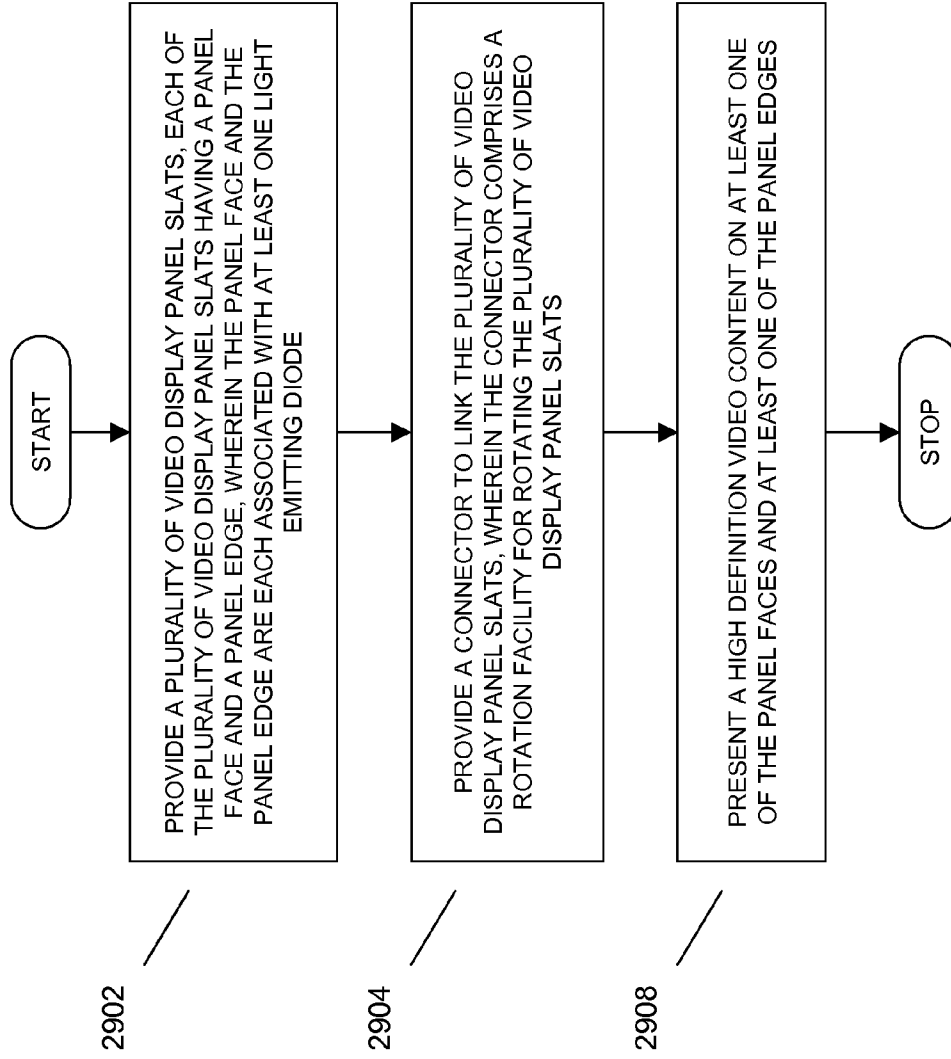 START
2902
PROVIDE A PLURALITY OF VIDEO DISPLAY PANEL SLATS, EACH OF
THE PLURALITY OF VIDEO DISPLAY PANEL SLATS HAVING A PANEL
FACE AND A PANEL EDGE, WHEREIN THE PANEL FACE AND THE
PANEL EDGE ARE EACH ASSOCIATED WITH AT LEAST ONE LIGHT
EMITTING DIODE
2904
PROVIDE A CONNECTOR TO LINK THE PLURALITY OF VIDEO
DISPLAY PANEL SLATS, WHEREIN THE CONNECTOR COMPRISES A
ROTATION FACILITY FOR ROTATING THE PLURALITY OF VIDEO
DISPLAY PANEL SLATS
2908
PRESENT A HIGH DEFINITION VIDEO CONTENT ON AT LEAST ONE
OF THE PANEL FACES AND AT LEAST ONE OF THE PANEL EDGES
STOP